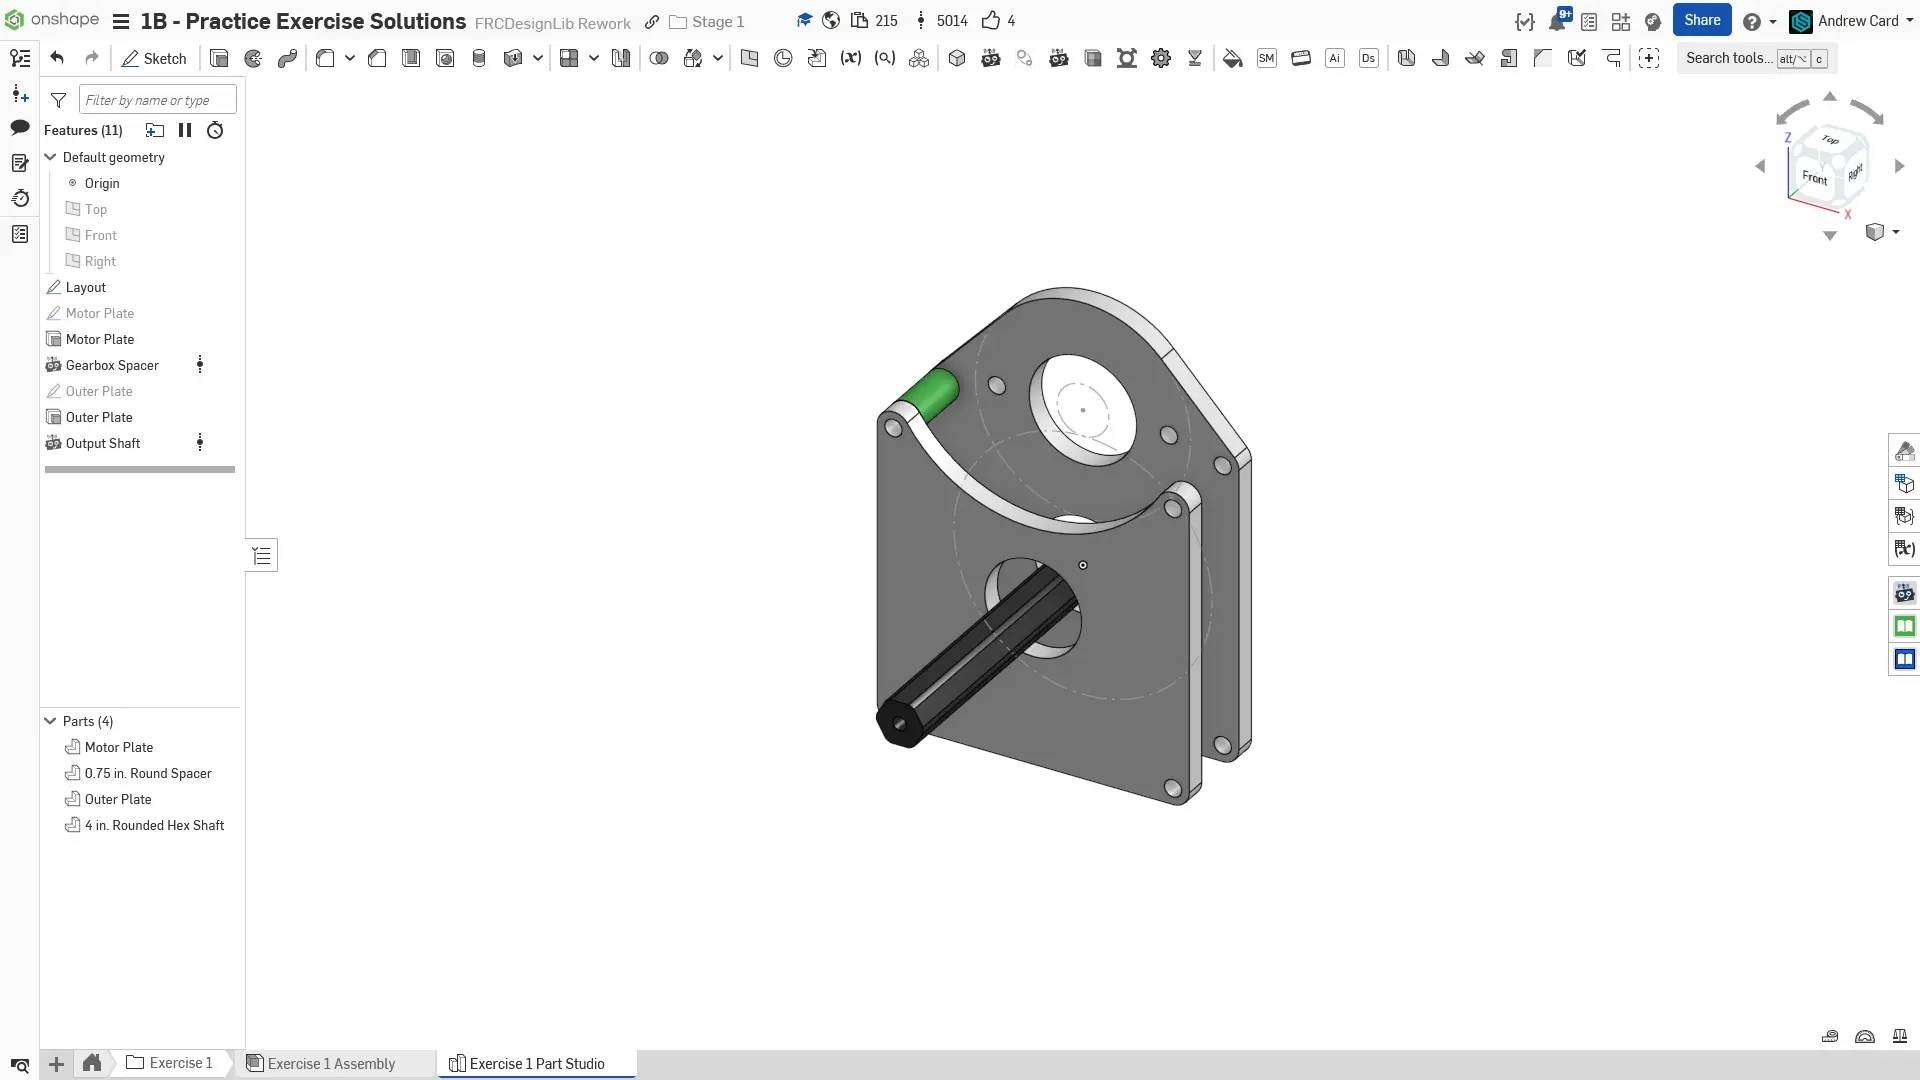 onshape 1B - Practice Exercise Solutions FRCDesignLib Rework Stage 1 215 5014 4 9+ Share Andrew Card
Sketch SM Ai Ds Search tools... alt/⌥ c
Filter by name or type
Features (11)
Default geometry
Origin
Top
Front
Right
Layout
Motor Plate
Motor Plate
Gearbox Spacer
Outer Plate
Outer Plate
Output Shaft
Z
Top
Front
Right
Y
X
Parts (4)
Motor Plate
0.75 in. Round Spacer
Outer Plate
4 in. Rounded Hex Shaft
Exercise 1 Exercise 1 Assembly Exercise 1 Part Studio